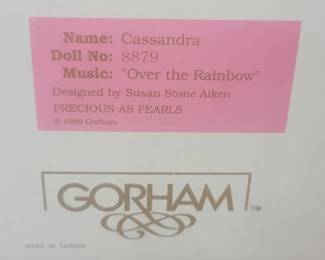 Name: Cassandra
Doll No: 8879
Music: "Over the Rainbow"
Designed by Susan Stone Aiken
PRECIOUS AS PEARLS
© 1989 Gorham
GORHAM ™
MADE IN TAIWAN